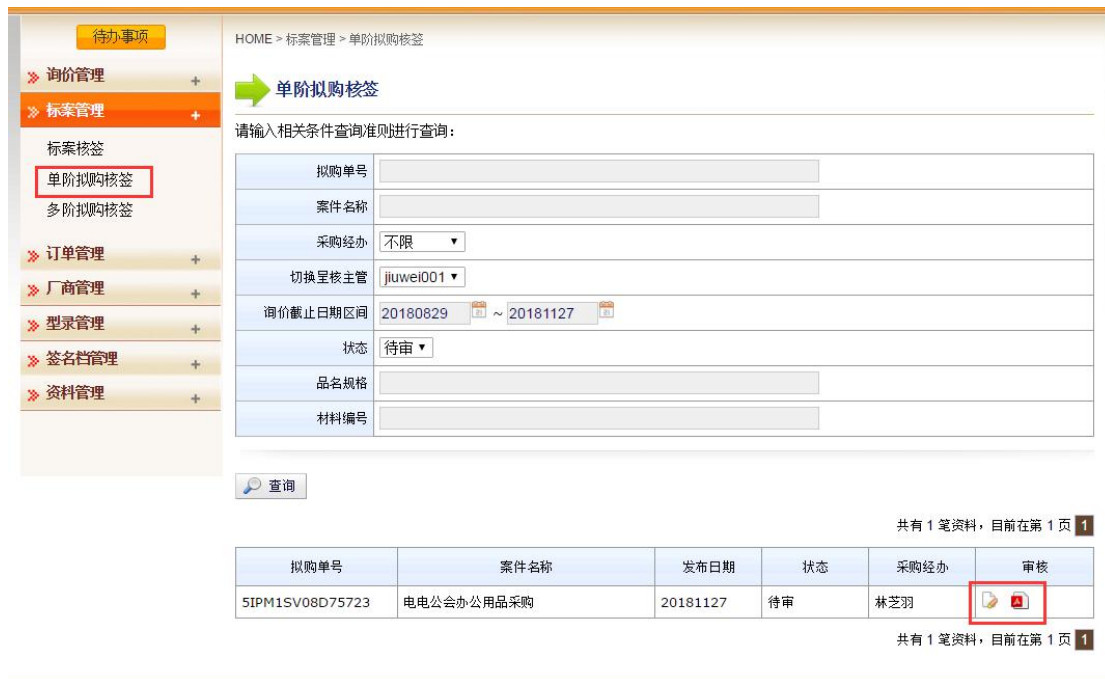 待办事项
HOME > 标案管理 > 单阶拟购核签
询价管理
标案管理
标案核签
单阶拟购核签
多阶拟购核签
订单管理
厂商管理
型录管理
签名档管理
资料管理
单阶拟购核签
请输入相关条件查询准则进行查询：
拟购单号
案件名称
采购经办 不限
切换呈核主管 jiuwei001
询价截止日期区间 20180829 ~ 20181127
状态 待审
品名规格
材料编号
查询
共有 1 笔资料，目前在第 1 页 1
拟购单号 案件名称 发布日期 状态 采购经办 审核
5IPM1SV08D75723 电电公会办公用品采购 20181127 待审 林芝羽
共有 1 笔资料，目前在第 1 页 1